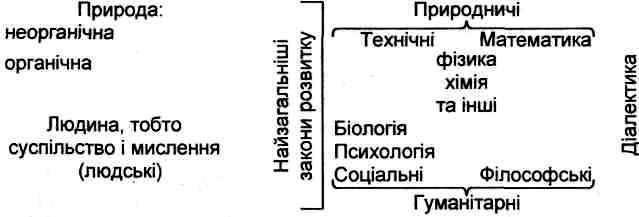 Природа:
неорганічна
органічна
Людина, тобто
суспільство і мислення
(людські)
Найзагальніші
закони розвитку
Природничі
Технічні Математика
фізика
хімія
та інші
Біологія
Психологія
Соціальні Філософські
Гуманітарні
Діалектика